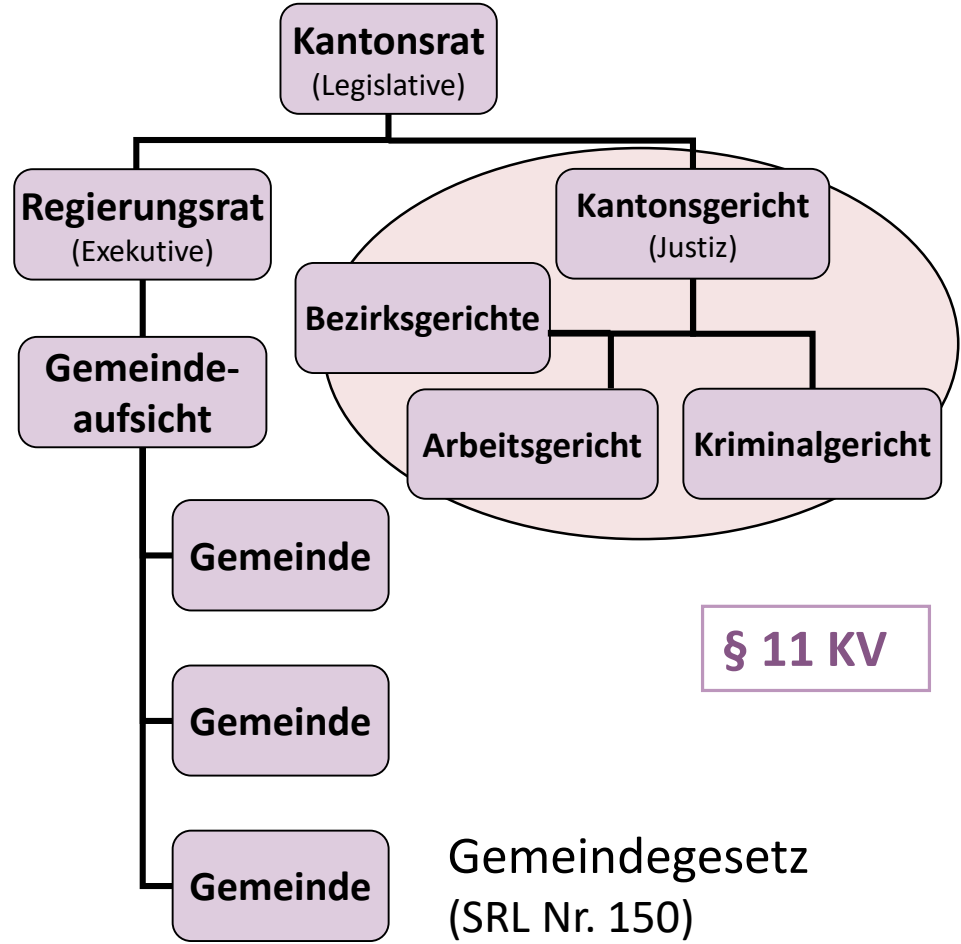 Kantonsrat
(Legislative)
Regierungsrat
(Exekutive)
Kantonsgericht
(Justiz)
Bezirksgerichte
Gemeinde-
aufsicht
Arbeitsgericht
Kriminalgericht
Gemeinde
§ 11 KV
Gemeinde
Gemeinde
Gemeindegesetz
(SRL Nr. 150)